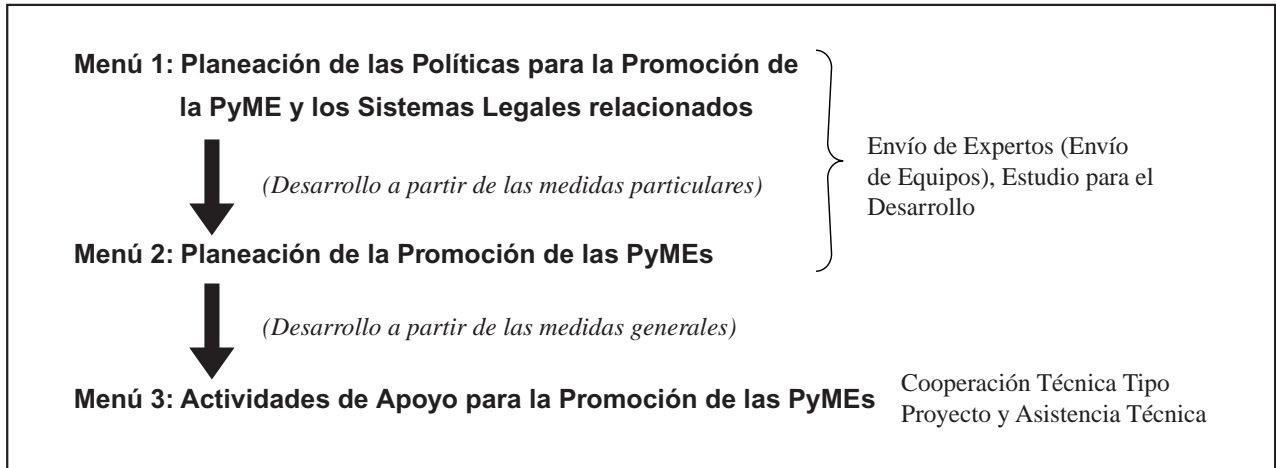 Menú 1: Planeación de las Políticas para la Promoción de
la PyME y los Sistemas Legales relacionados
(Desarrollo a partir de las medidas particulares)
Envío de Expertos (Envío
de Equipos), Estudio para el
Desarrollo
Menú 2: Planeación de la Promoción de las PyMEs
(Desarrollo a partir de las medidas generales)
Menú 3: Actividades de Apoyo para la Promoción de las PyMEs
Cooperación Técnica Tipo
Proyecto y Asistencia Técnica